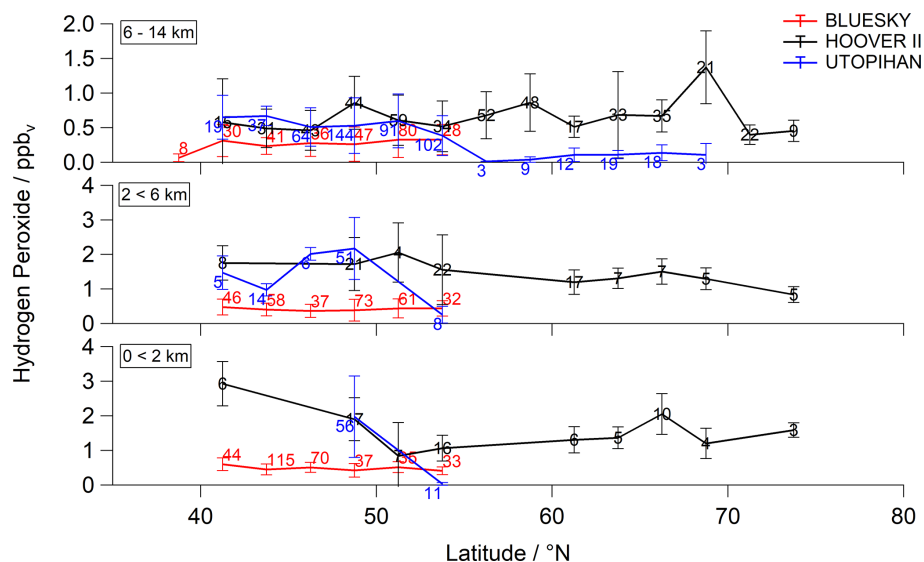 BLUESKY
HOOVER II
UTOPIHAN
Hydrogen Peroxide / ppbv
6 - 14 km
2.0
1.5
1.0
0.5
0.0
8 30 41 36 47 80 28
31 59 34 52 48 17 33 35 21 22 9
19 37 64 144 91 102 3 9 12 19 18 3
2 < 6 km
4
3
2
1
0
8 21 4 22 17 7 7 5 5
5 14 6 51 8
46 58 37 73 61 32
0 < 2 km
4
3
2
1
0
6 17 16 6 5 10 4 3
56 11
44 115 70 37 35 33
40 50 60 70 80
Latitude / °N